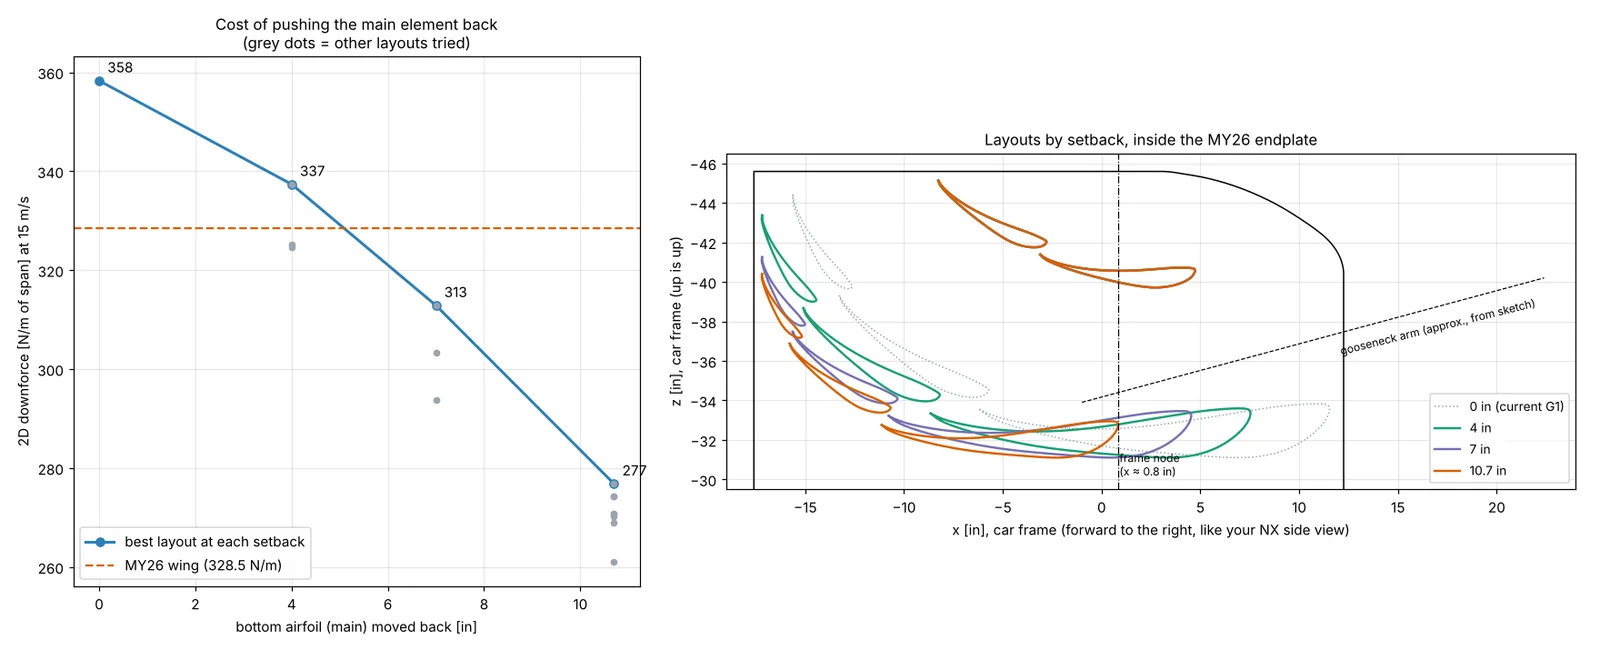 Cost of pushing the main element back
(grey dots = other layouts tried)
2D downforce [N/m of span] at 15 m/s
360
340
320
300
280
260
358
337
313
277
best layout at each setback
MY26 wing (328.5 N/m)
0
2
4
6
8
10
bottom airfoil (main) moved back [in]
Layouts by setback, inside the MY26 endplate
z [in], car frame (up is up)
−46
−44
−42
−40
−38
−36
−34
−32
−30
gooseneck arm (approx., from sketch)
frame node
(x ≈ 0.8 in)
0 in (current G1)
4 in
7 in
10.7 in
−15
−10
−5
0
5
10
15
20
x [in], car frame (forward to the right, like your NX side view)